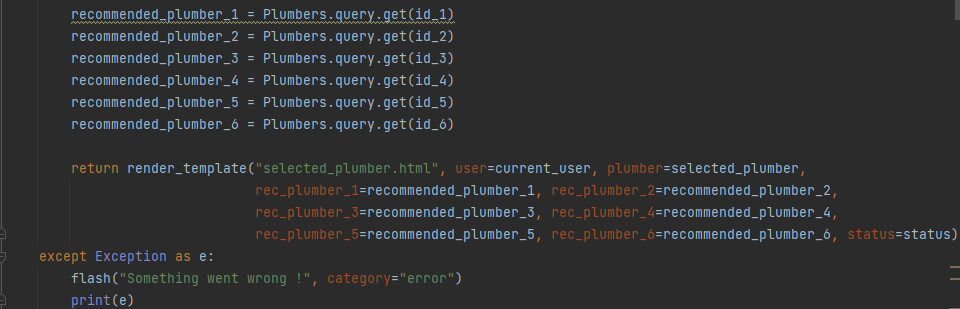 recommended_plumber_1 = Plumbers.query.get(id_1)
recommended_plumber_2 = Plumbers.query.get(id_2)
recommended_plumber_3 = Plumbers.query.get(id_3)
recommended_plumber_4 = Plumbers.query.get(id_4)
recommended_plumber_5 = Plumbers.query.get(id_5)
recommended_plumber_6 = Plumbers.query.get(id_6)
return render_template("selected_plumber.html", user=current_user, plumber=selected_plumber,
rec_plumber_1=recommended_plumber_1, rec_plumber_2=recommended_plumber_2,
rec_plumber_3=recommended_plumber_3, rec_plumber_4=recommended_plumber_4,
rec_plumber_5=recommended_plumber_5, rec_plumber_6=recommended_plumber_6, status=status)
except Exception as e:
flash("Something went wrong !", category="error")
print(e)